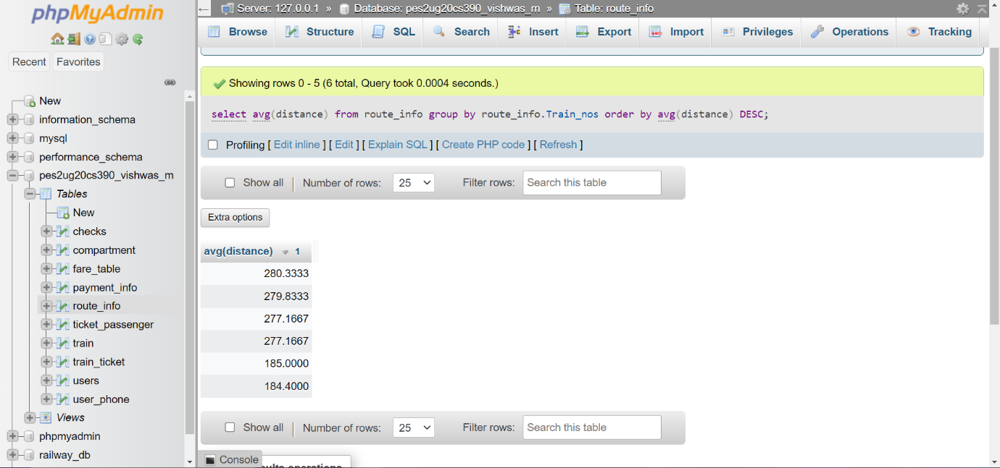 phpMyAdmin
Recent
Favorites
New
information_schema
mysql
performance_schema
pes2ug20cs390_vishwas_m
Tables
New
checks
compartment
fare_table
payment_info
route_info
ticket_passenger
train
train_ticket
users
user_phone
Views
phpmyadmin
railway_db
Server: 127.0.0.1 » Database: pes2ug20cs390_vishwas_m » Table: route_info
Browse Structure SQL Search Insert Export Import Privileges Operations Tracking
Showing rows 0 - 5 (6 total, Query took 0.0004 seconds.)
select avg(distance) from route_info group by route_info.Train_nos order by avg(distance) DESC;
Profiling [ Edit inline ] [ Edit ] [ Explain SQL ] [ Create PHP code ] [ Refresh ]
Show all | Number of rows: 25 Filter rows: Search this table
Extra options
avg(distance) 1
280.3333
279.8333
277.1667
277.1667
185.0000
184.4000
Show all | Number of rows: 25 Filter rows: Search this table
Console
operations